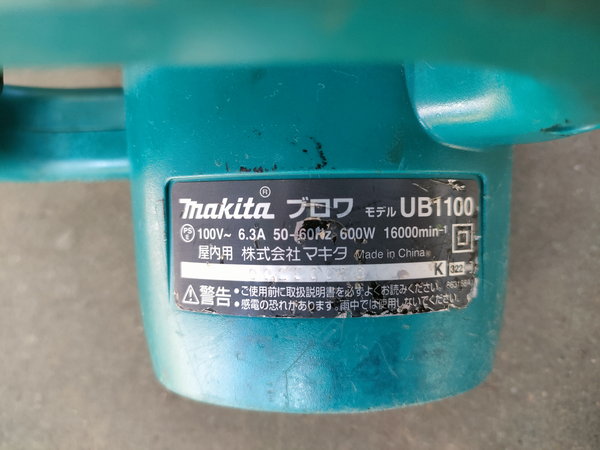 makita® ブロワ モデル UB1100
PSE 100V~ 6.3A 50-60Hz 600W 16000min-1
屋内用 株式会社マキタ Made in China
K 322
⚠警告 ・ご使用前に取扱説明書を必ずよくお読みください。
・感電の恐れがあります。雨中では使用しないでください。